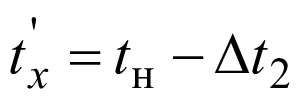 t'ₓ = tн − Δt₂